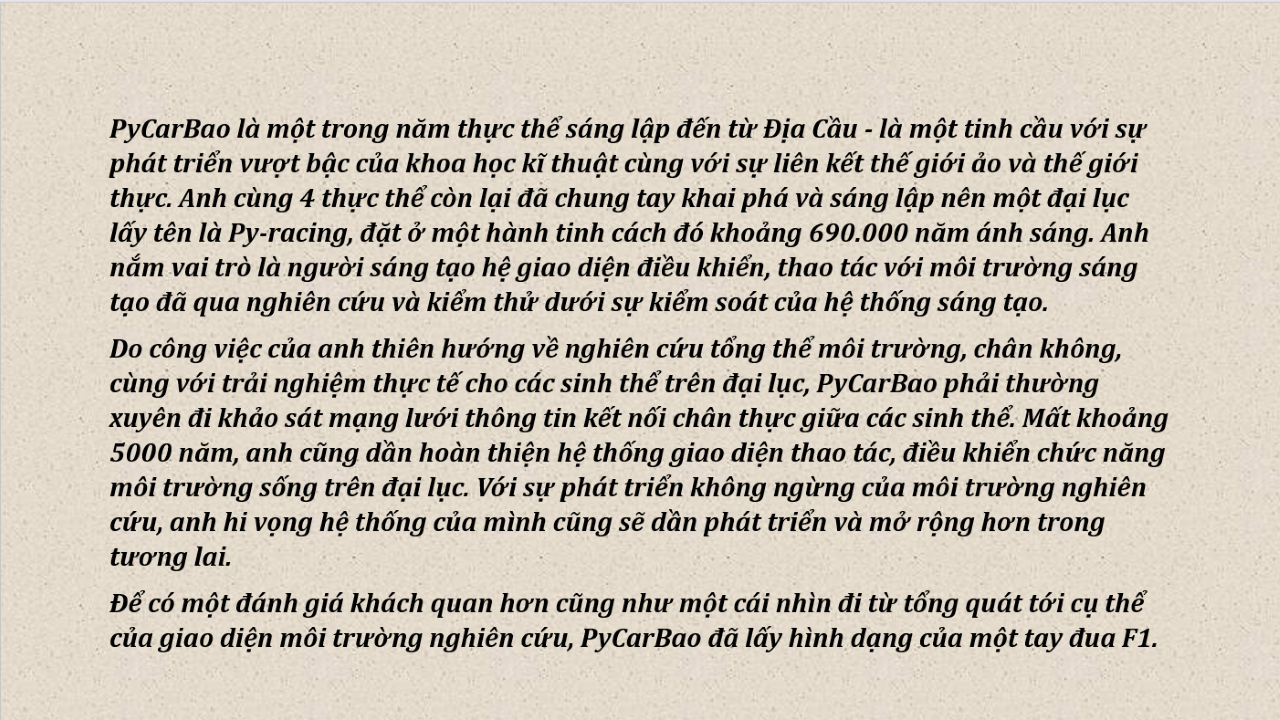 PyCarBao là một trong năm thực thể sáng lập đến từ Địa Cầu - là một tinh cầu với sự
phát triển vượt bậc của khoa học kĩ thuật cùng với sự liên kết thế giới ảo và thế giới
thực. Anh cùng 4 thực thể còn lại đã chung tay khai phá và sáng lập nên một đại lục
lấy tên là Py-racing, đặt ở một hành tinh cách đó khoảng 690.000 năm ánh sáng. Anh
nắm vai trò là người sáng tạo hệ giao diện điều khiển, thao tác với môi trường sáng
tạo đã qua nghiên cứu và kiểm thử dưới sự kiểm soát của hệ thống sáng tạo.
Do công việc của anh thiên hướng về nghiên cứu tổng thể môi trường, chân không,
cùng với trải nghiệm thực tế cho các sinh thể trên đại lục, PyCarBao phải thường
xuyên đi khảo sát mạng lưới thông tin kết nối chân thực giữa các sinh thể. Mất khoảng
5000 năm, anh cũng dần hoàn thiện hệ thống giao diện thao tác, điều khiển chức năng
môi trường sống trên đại lục. Với sự phát triển không ngừng của môi trường nghiên
cứu, anh hi vọng hệ thống của mình cũng sẽ dần phát triển và mở rộng hơn trong
tương lai.
Để có một đánh giá khách quan hơn cũng như một cái nhìn đi từ tổng quát tới cụ thể
của giao diện môi trường nghiên cứu, PyCarBao đã lấy hình dạng của một tay đua F1.